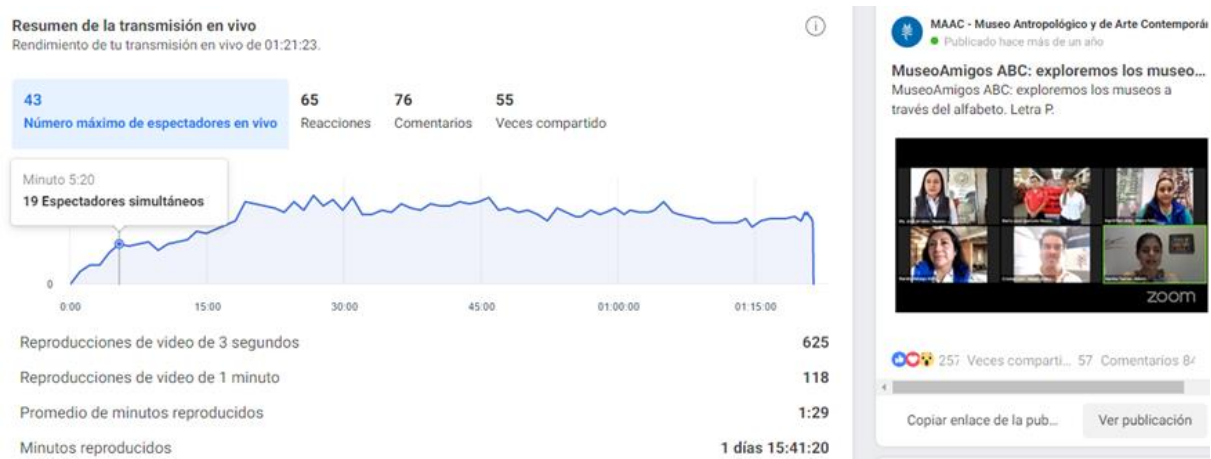 Resumen de la transmisión en vivo
Rendimiento de tu transmisión en vivo de 01:21:23.
43
Número máximo de espectadores en vivo
65
Reacciones
76
Comentarios
55
Veces compartido
Minuto 5:20
19 Espectadores simultáneos
0
0:00 15:00 30:00 45:00 01:00:00 01:15:00
Reproducciones de video de 3 segundos 625
Reproducciones de video de 1 minuto 118
Promedio de minutos reproducidos 1:29
Minutos reproducidos 1 días 15:41:20
MAAC - Museo Antropológico y de Arte Contemporá
Publicado hace más de un año
MuseoAmigos ABC: exploremos los museo...
MuseoAmigos ABC: exploremos los museos a
través del alfabeto. Letra P.
zoom
257 Veces comparti... 57 Comentarios 84
Copiar enlace de la pub... Ver publicación